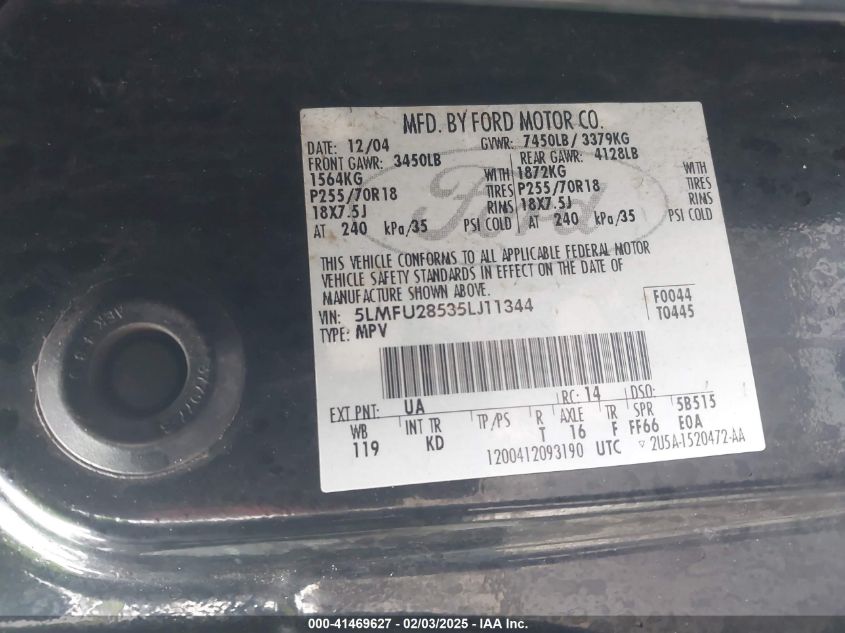 MFD. BY FORD MOTOR CO.
DATE: 12/04 GVWR: 7450LB / 3379KG
FRONT GAWR: 3450LB REAR GAWR: 4128LB
1564KG WITH 1872KG WITH
P255/70R18 TIRES P255/70R18 TIRES
18X7.5J RIMS 18X7.5J RIMS
AT 240 kPa/35 PSI COLD AT 240 kPa/35 PSI COLD
Ford
THIS VEHICLE CONFORMS TO ALL APPLICABLE FEDERAL MOTOR
VEHICLE SAFETY STANDARDS IN EFFECT ON THE DATE OF
MANUFACTURE SHOWN ABOVE.
VIN: 5LMFU28535LJ11344 F0044
TYPE: MPV T0445
EXT PNT: UA RC: 14 DSO:
WB INT TR TP/PS R AXLE TR SPR 5B515
119 KD T 16 F FF66 E0A
1200412093190 UTC ▽ 2U5A-1520472-AA
000-41469627 - 02/03/2025 - IAAI Inc.